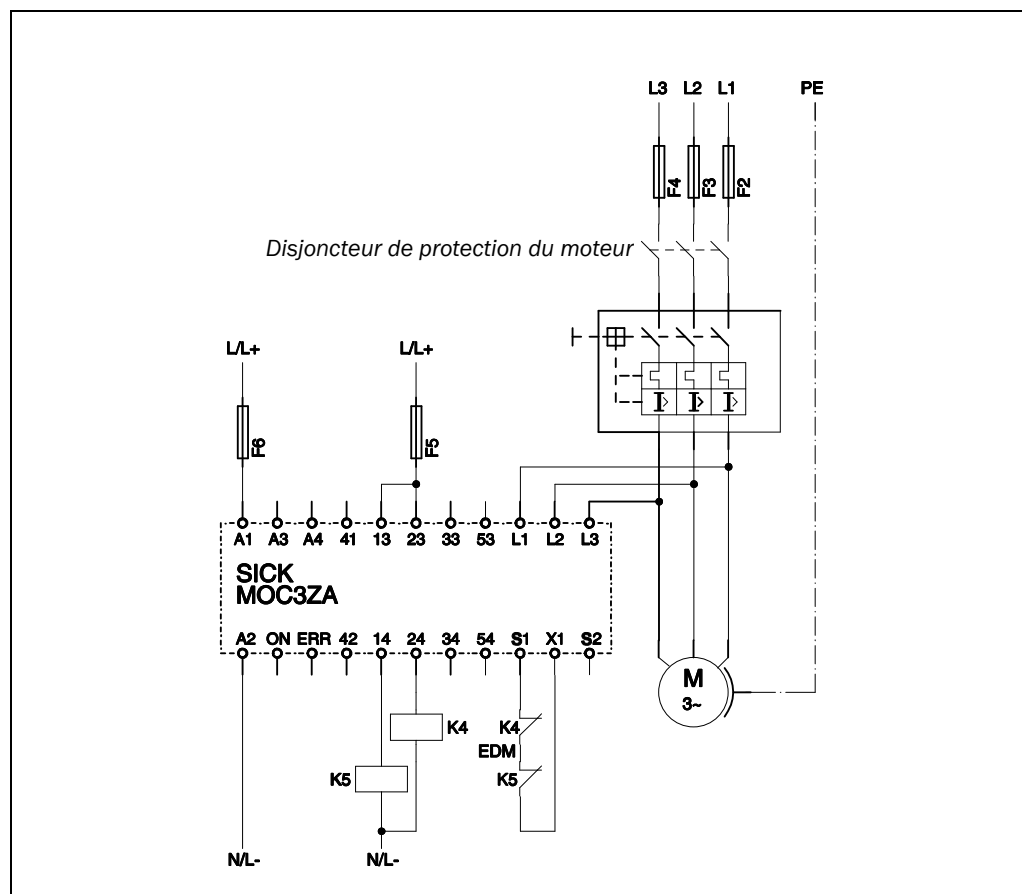 L3 L2 L1 PE
F4 F3 F2
Disjoncteur de protection du moteur
L/L+ L/L+
F6 F5
A1 A3 A4 41 13 23 33 53 L1 L2 L3
SICK
MOC3ZA
A2 ON ERR 42 14 24 34 54 S1 X1 S2
M
3~
K4 K4
EDM
K5 K5
N/L- N/L-